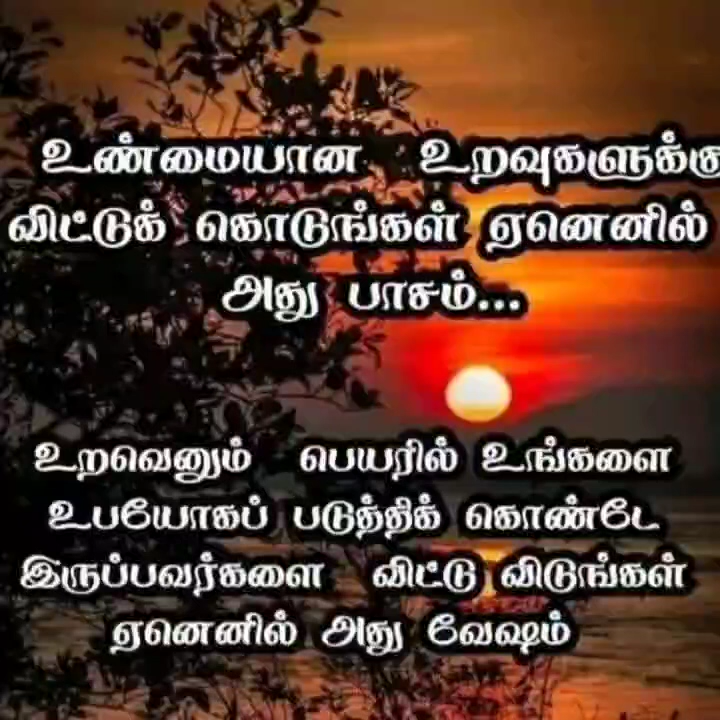 உண்மையான உறவுகளுக்கு
விட்டுக் கொடுங்கள் ஏனெனில்
அது பாசம்...
உறவெனும் பெயரில் உங்களை
உபயோகப் படுத்திக் கொண்டே
இருப்பவர்களை விட்டு விடுங்கள்
ஏனெனில் அது வேஷம்